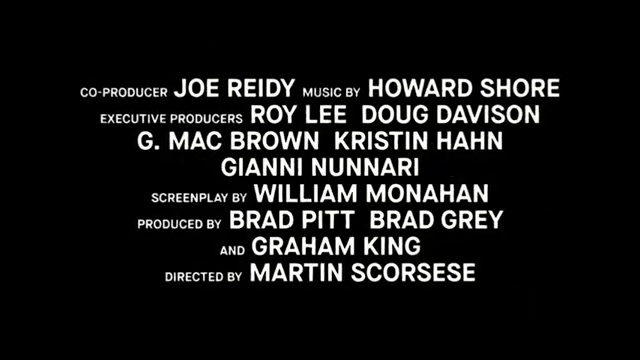 CO-PRODUCER JOE REIDY MUSIC BY HOWARD SHORE
EXECUTIVE PRODUCERS ROY LEE DOUG DAVISON
G. MAC BROWN KRISTIN HAHN
GIANNI NUNNARI
SCREENPLAY BY WILLIAM MONAHAN
PRODUCED BY BRAD PITT BRAD GREY
AND GRAHAM KING
DIRECTED BY MARTIN SCORSESE